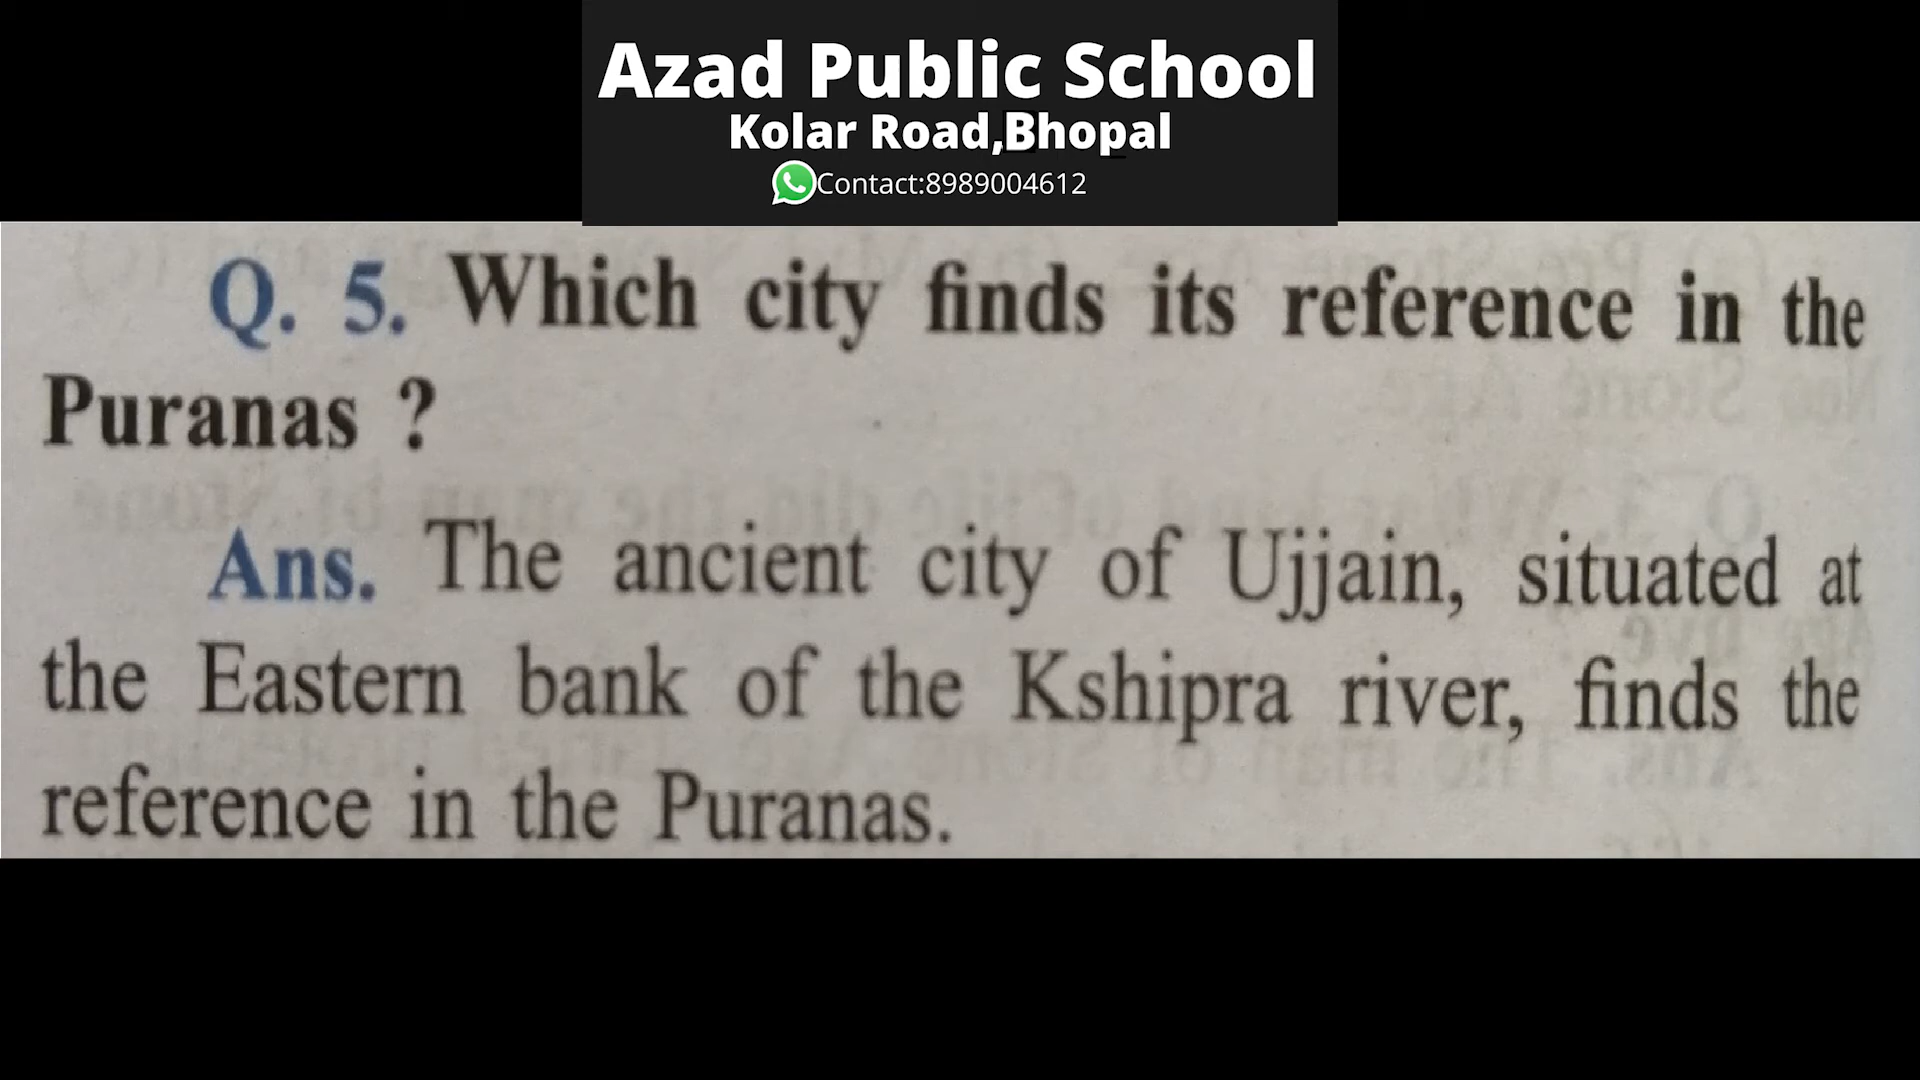 Azad Public School
Kolar Road,Bhopal
Contact:8989004612
Q. 5. Which city finds its reference in the
Puranas ?
Ans. The ancient city of Ujjain, situated at
the Eastern bank of the Kshipra river, finds the
reference in the Puranas.